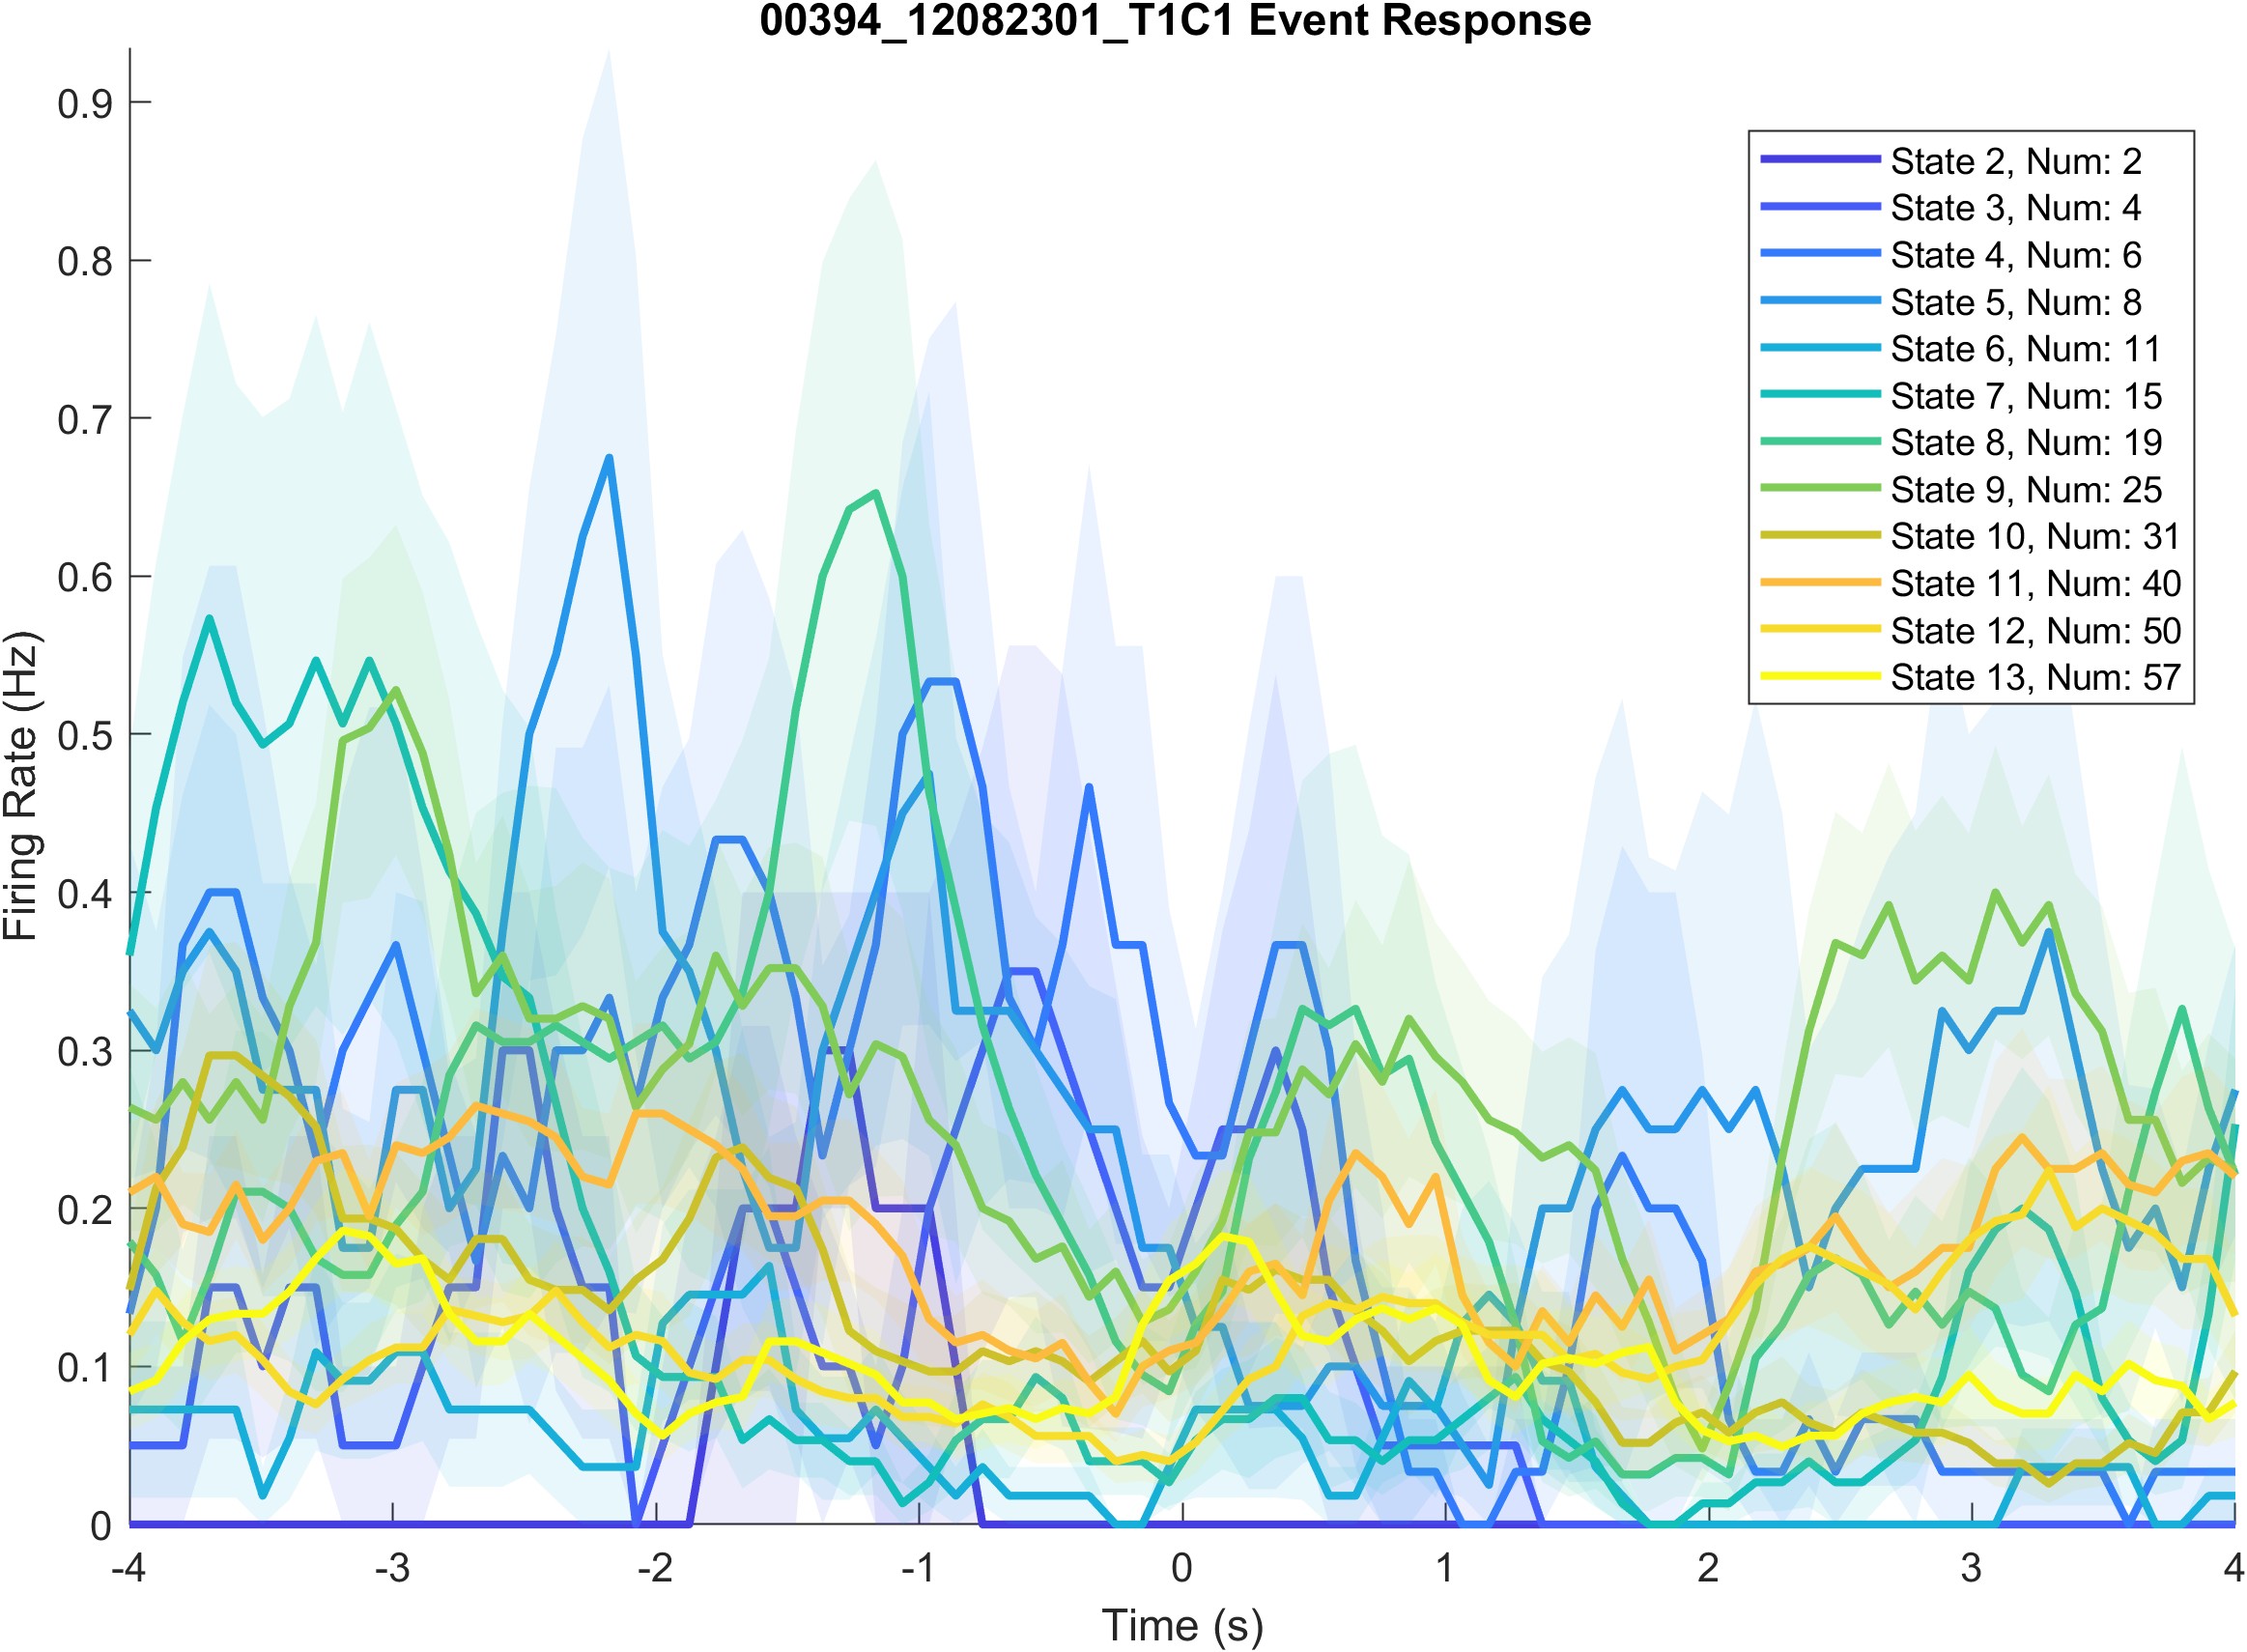 00394_12082301_T1C1 Event Response
0.9
0.8
0.7
0.6
0.5
0.4
0.3
0.2
0.1
0
Firing Rate (Hz)
State 2, Num: 2
State 3, Num: 4
State 4, Num: 6
State 5, Num: 8
State 6, Num: 11
State 7, Num: 15
State 8, Num: 19
State 9, Num: 25
State 10, Num: 31
State 11, Num: 40
State 12, Num: 50
State 13, Num: 57
-4 -3 -2 -1 0 1 2 3 4
Time (s)